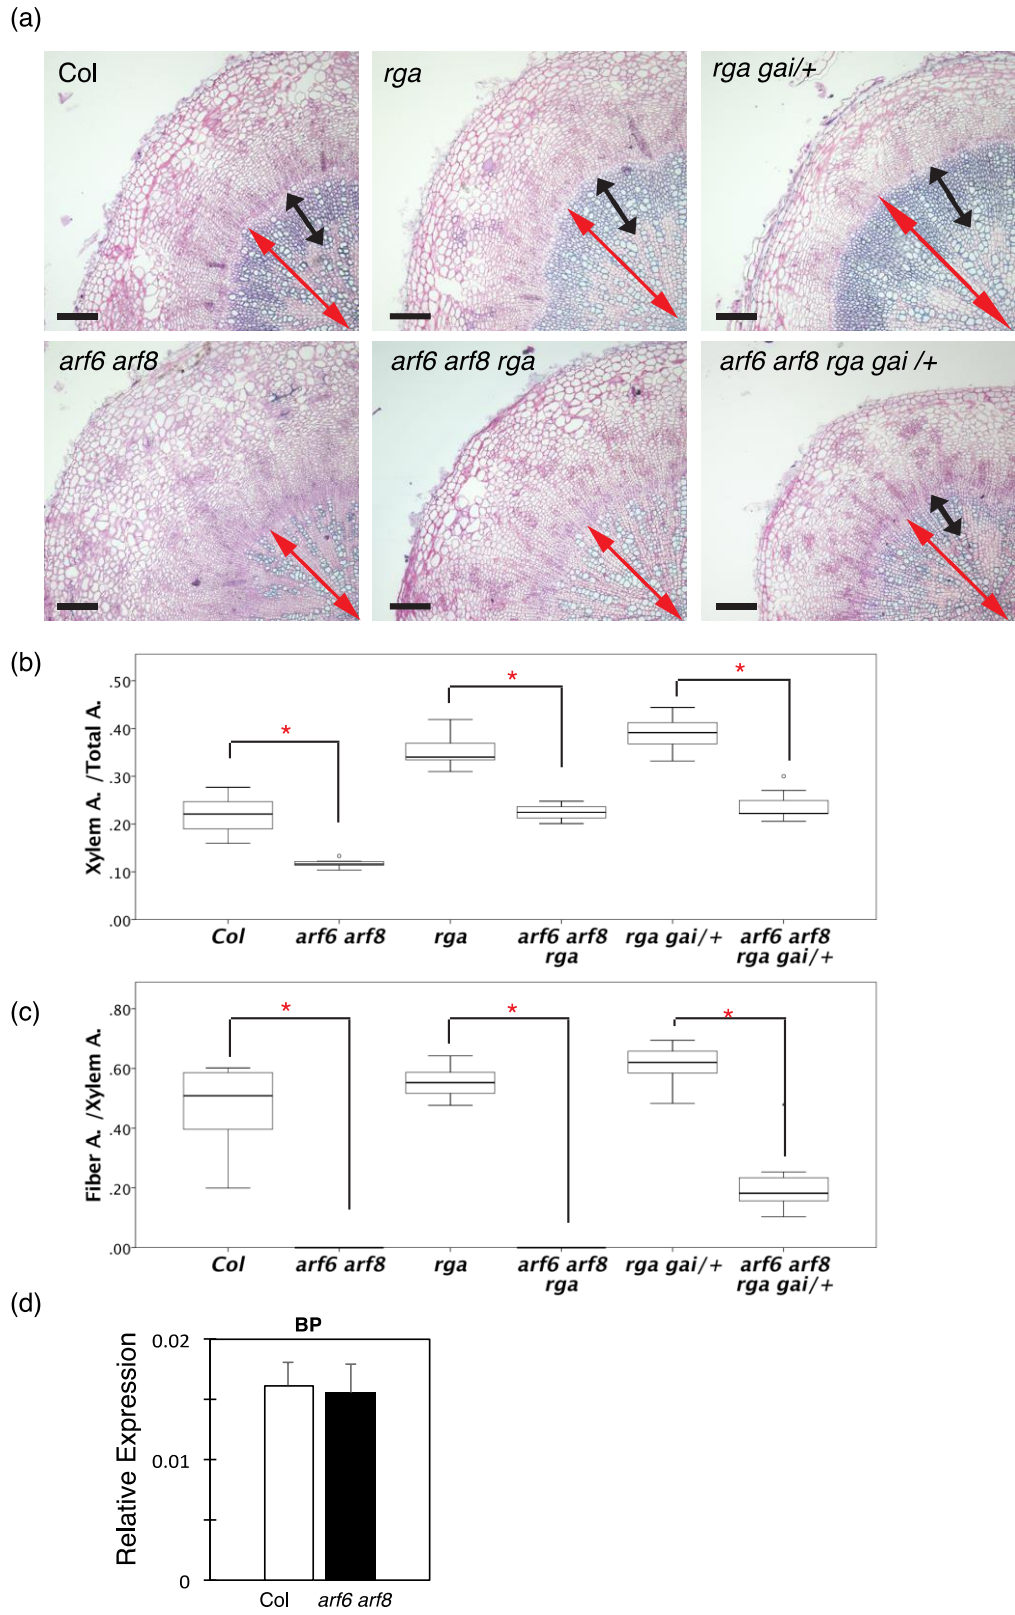 (a)
Col
rga
rga gai/+
arf6 arf8
arf6 arf8 rga
arf6 arf8 rga gai /+
(b)
Xylem A. /Total A.
.50
.40
.30
.20
.10
.00
*
*
*
Col
arf6 arf8
rga
arf6 arf8
rga
rga gai/+
arf6 arf8
rga gai/+
(c)
Fiber A. /Xylem A.
.80
.60
.40
.20
.00
*
*
*
Col
arf6 arf8
rga
arf6 arf8
rga
rga gai/+
arf6 arf8
rga gai/+
(d)
BP
Relative Expression
0.02
0.01
0
Col
arf6 arf8